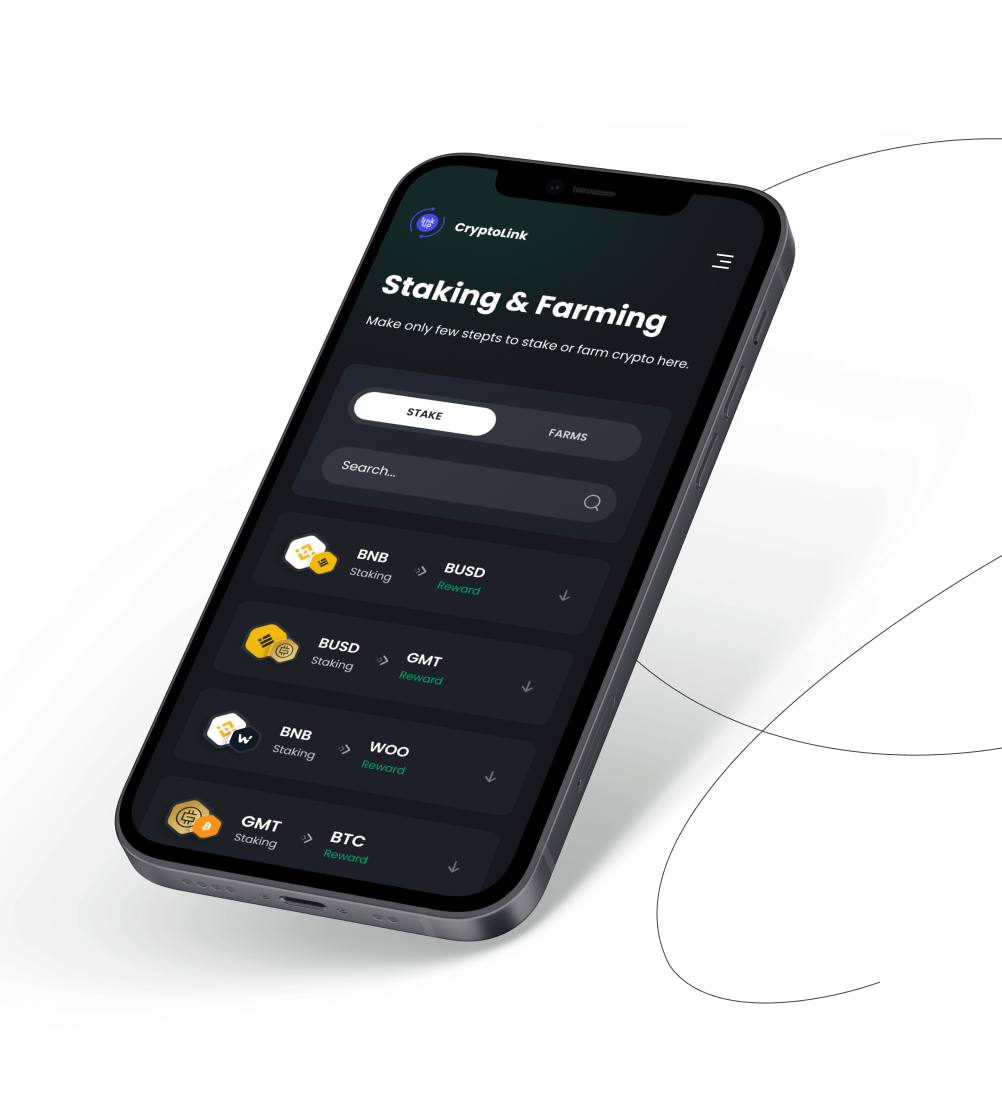 link
up
CryptoLink
Staking & Farming
Make only few stepts to stake or farm crypto here.
STAKE
FARMS
Search...
BNB
BUSD
Staking
Reward
BUSD
GMT
Staking
Reward
BNB
WOO
Staking
Reward
GMT
BTC
Staking
Reward